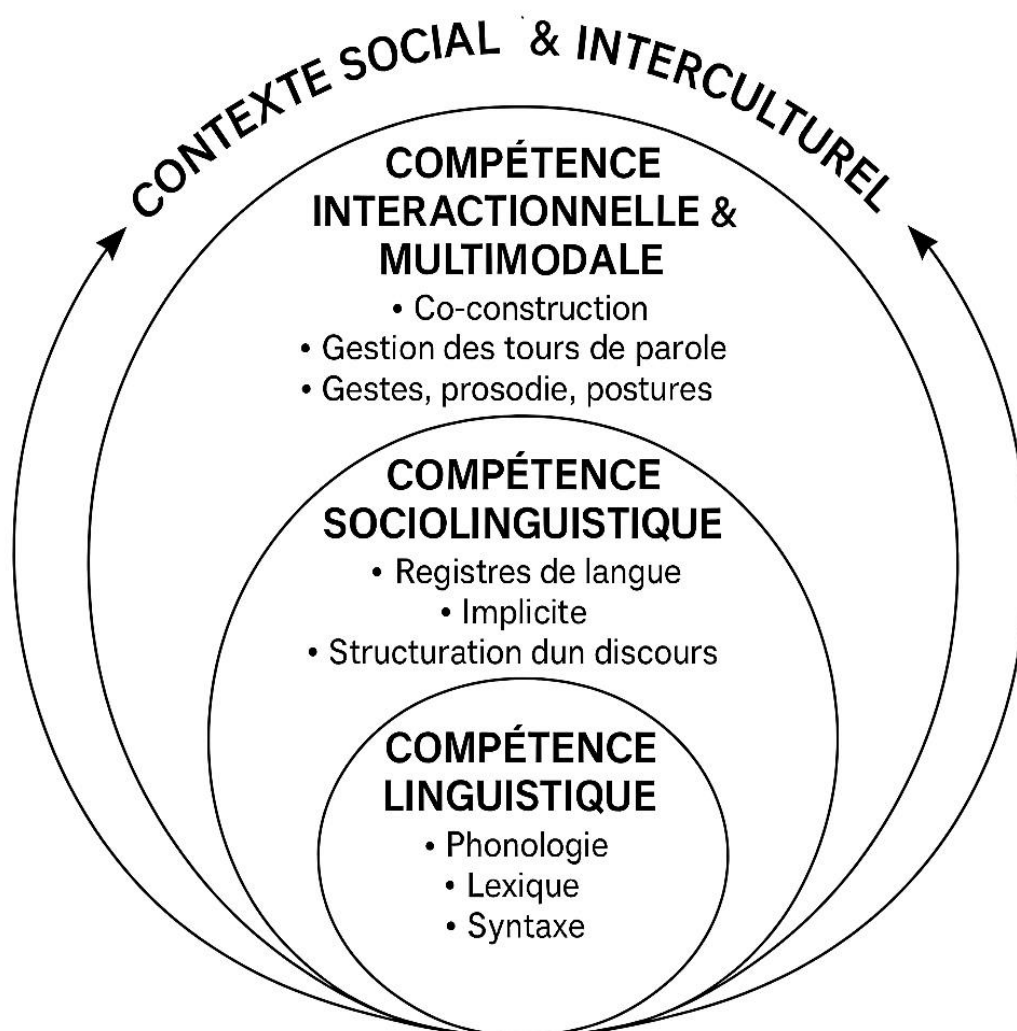 CONTEXTE SOCIAL & INTERCULTUREL
COMPÉTENCE
INTERACTIONNELLE &
MULTIMODALE
• Co-construction
• Gestion des tours de parole
• Gestes, prosodie, postures
COMPÉTENCE
SOCIOLINGUISTIQUE
• Registres de langue
• Implicite
• Structuration dun discours
COMPÉTENCE
LINGUISTIQUE
• Phonologie
• Lexique
• Syntaxe